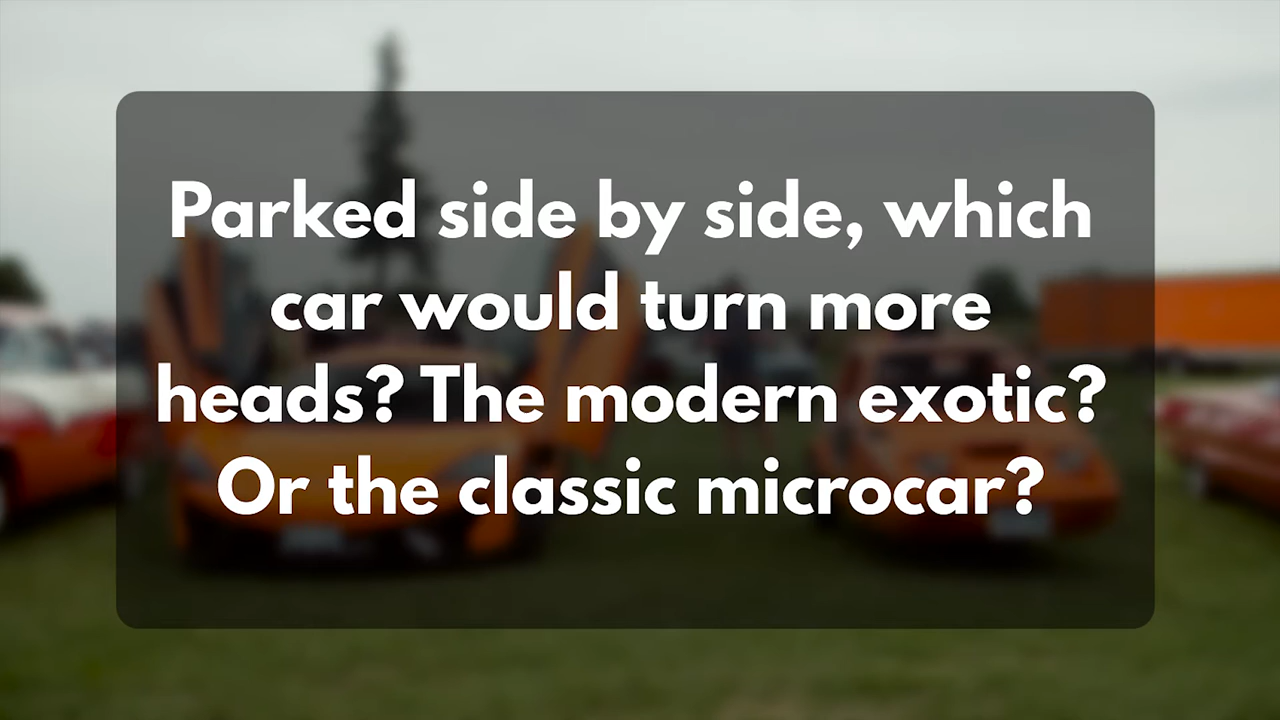 Parked side by side, which
car would turn more
heads? The modern exotic?
Or the classic microcar?